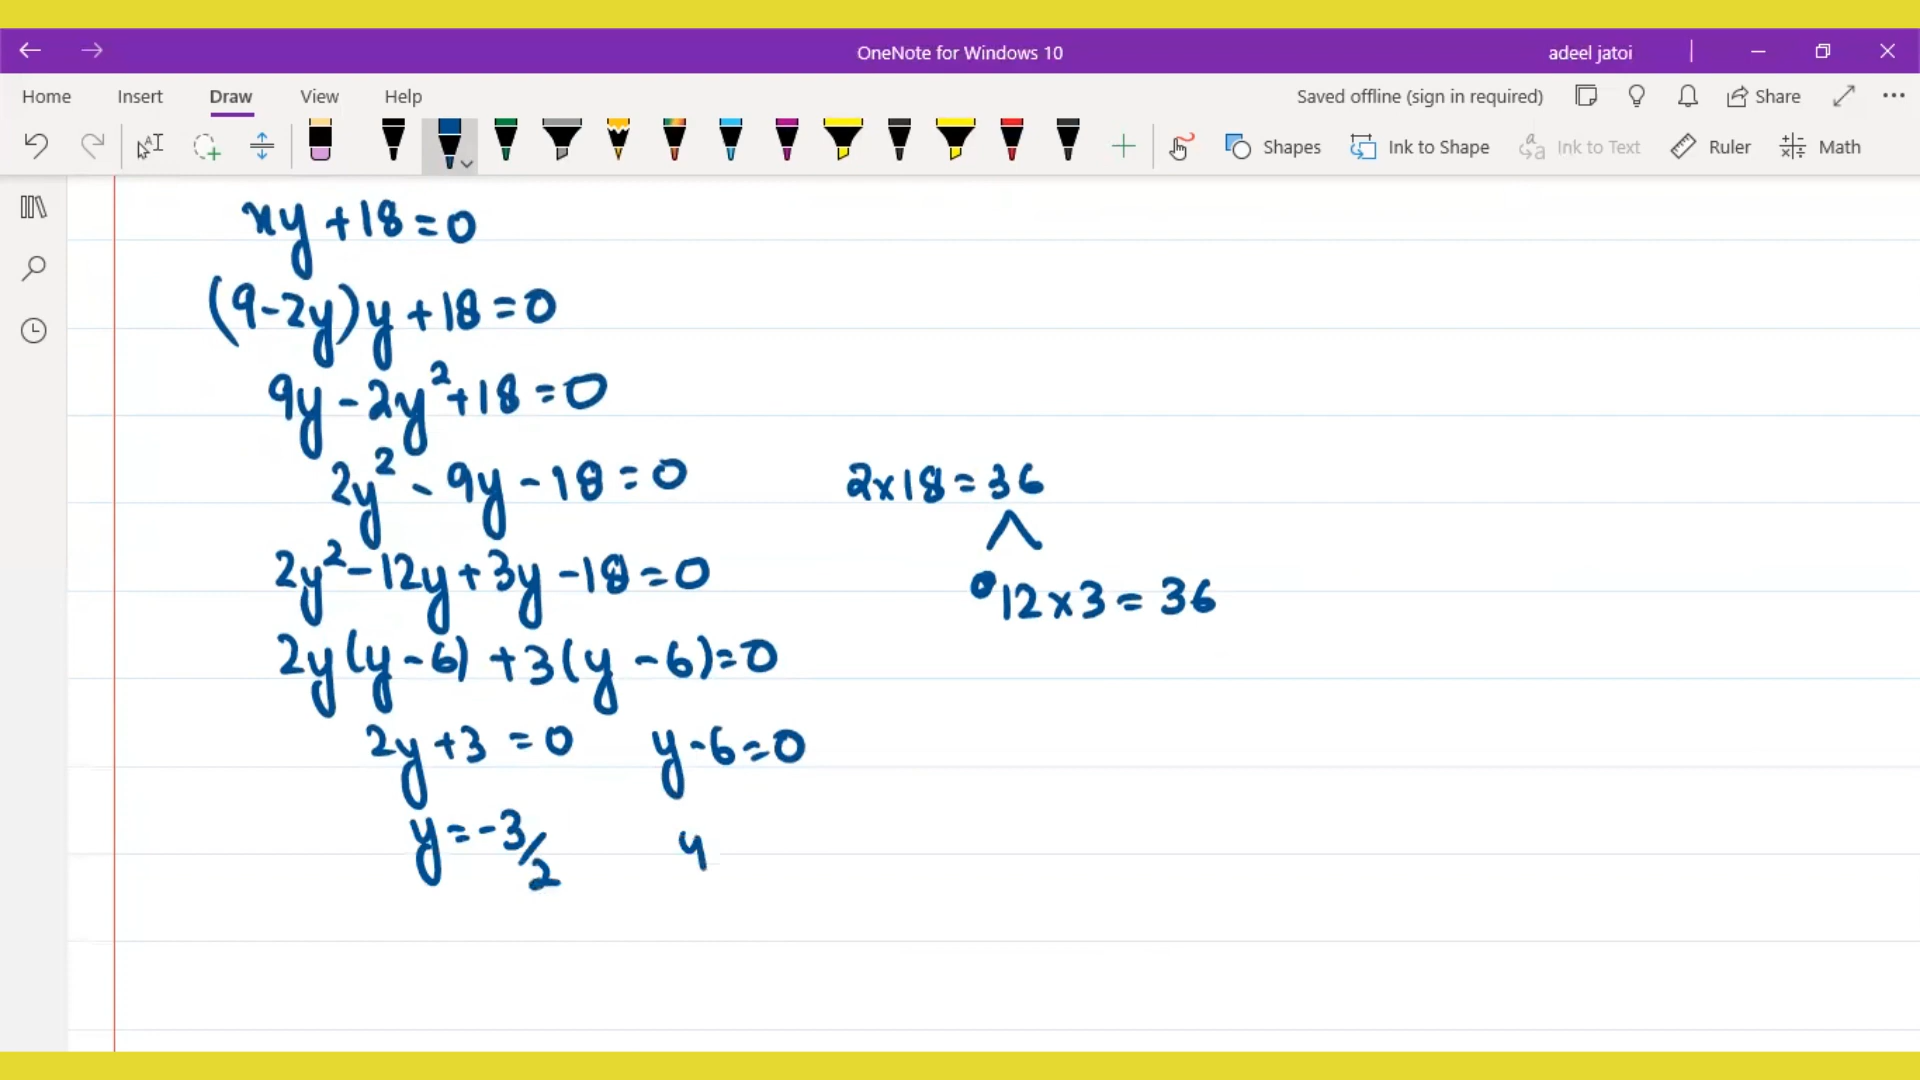 OneNote for Windows 10
adeel jatoi
Home Insert Draw View Help
Saved offline (sign in required)
Share
Shapes Ink to Shape Ink to Text Ruler Math
xy + 18 = 0
(9-2y)y + 18 = 0
9y - 2y² + 18 = 0
2y² - 9y - 18 = 0
2x18 = 36
2y² - 12y + 3y - 18 = 0
12 x 3 = 36
2y(y - 6) + 3(y - 6) = 0
2y + 3 = 0 y - 6 = 0
y = -3/2 y